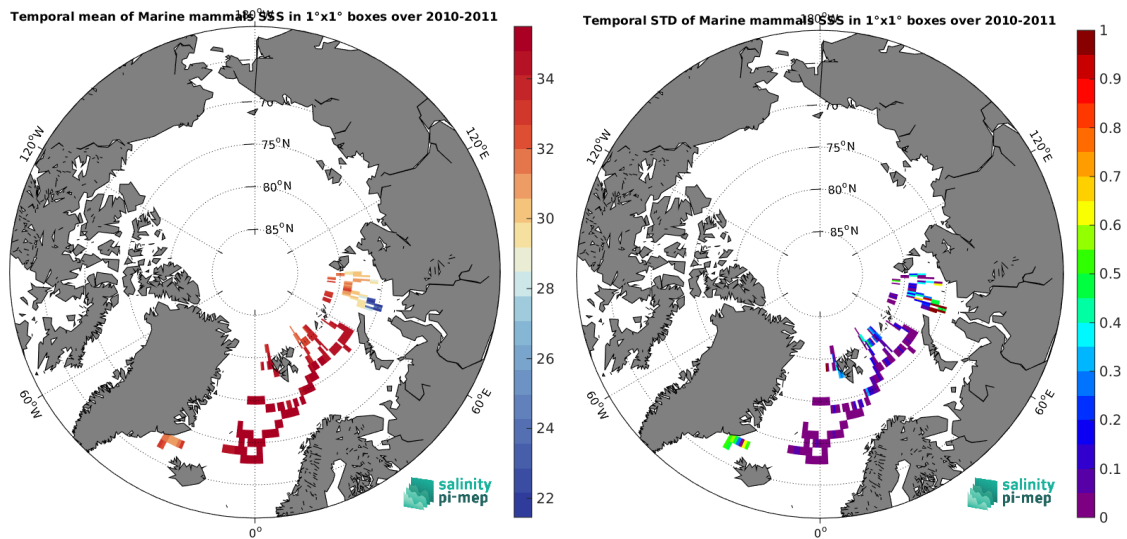 Temporal mean of Marine mammals SSS in 1°x1° boxes over 2010-2011
180°W
120°W
120°E
70
75°N
80°N
85°N
60°W
60°E
0°
34
32
30
28
26
24
22
salinity
pi-mep
Temporal STD of Marine mammals SSS in 1°x1° boxes over 2010-2011
180°W
120°W
120°E
70
75°N
80°N
85°N
60°W
60°E
0°
1
0.9
0.8
0.7
0.6
0.5
0.4
0.3
0.2
0.1
0
salinity
pi-mep